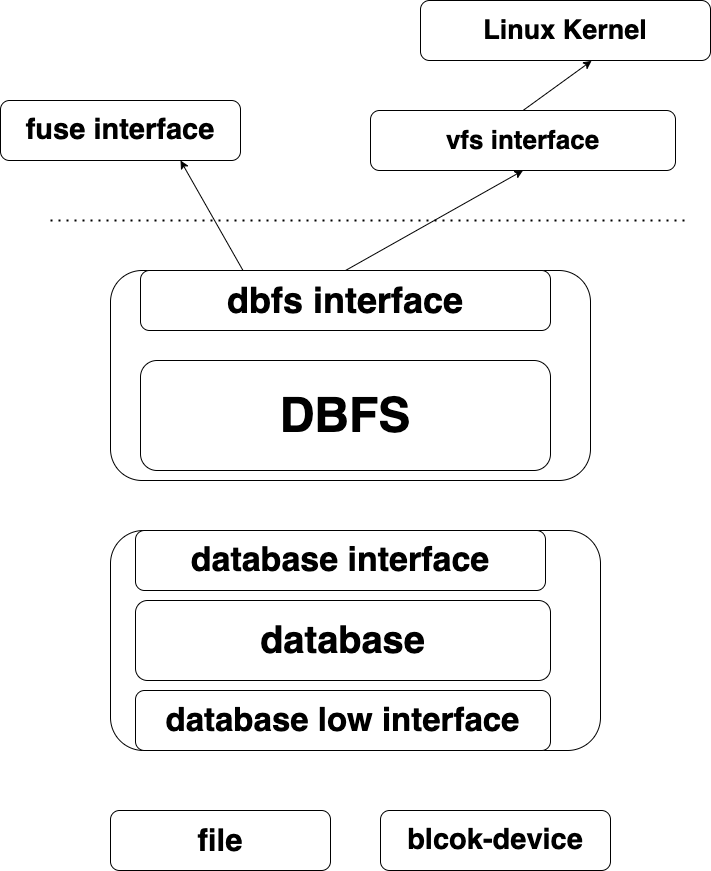 Linux Kernel
fuse interface
vfs interface
dbfs interface
DBFS
database interface
database
database low interface
file
blcok-device